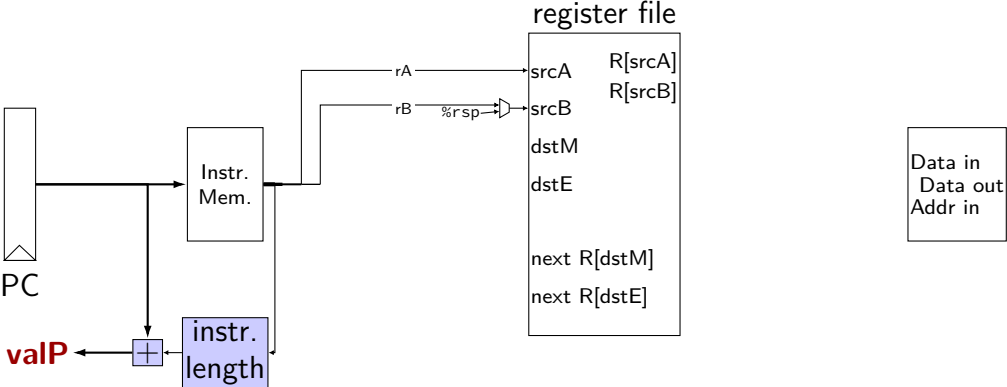 register file
rA
srcA
R[srcA]
R[srcB]
rB
%rsp
srcB
dstM
dstE
next R[dstM]
next R[dstE]
Instr.
Mem.
Data in
Data out
Addr in
PC
valP
+
instr.
length